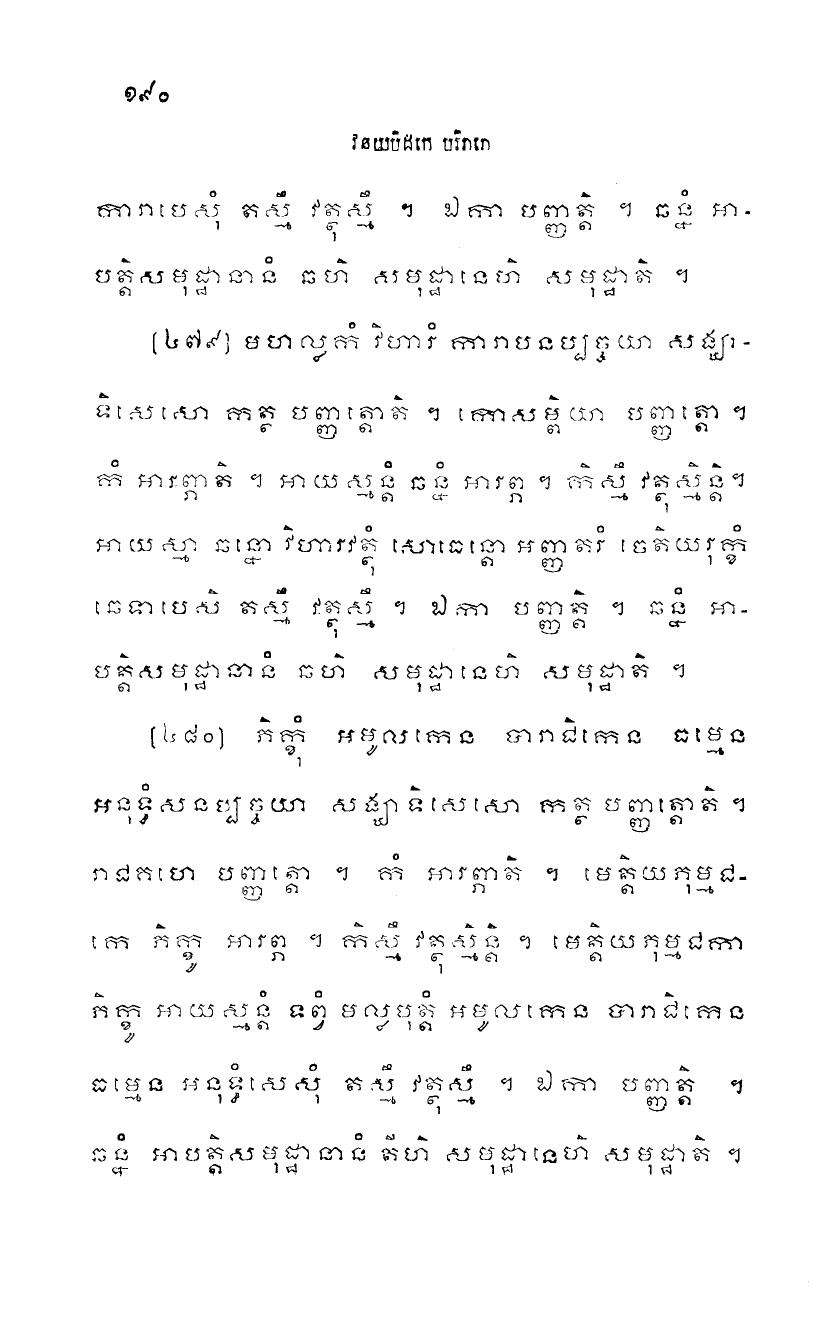 ១៩០
វិនយបិដកេ បរិវារោ
ការាបេសុំ តស្មឹ វត្ថុស្មឹ ។ ឯកា បញ្ញត្តិ ។ ឆន្នំ អា-
បត្តិសមុដ្ឋានានំ ឆហិ សមុដ្ឋានេហិ សមុដ្ឋាតិ ។
(៤៧៩) មហល្លកំ វិហារំ ការាបនប្បច្ចយា សង្ឃា-
ទិសេសោ កត្ថ បញ្ញត្តោតិ ។ កោសម្ពិយា បញ្ញត្តោ ។
កំ អារព្ភាតិ ។ អាយស្មន្តំ ឆន្នំ អារព្ភ ។ កិស្មឹ វត្ថុស្មិន្តិ។
អាយស្មា ឆន្នោ វិហារវត្ថុំ សោធេន្តោ អញ្ញតរំ ចេតិយរុក្ខំ
ឆេទាបេសិ តស្មឹ វត្ថុស្មឹ ។ ឯកា បញ្ញត្តិ ។ ឆន្នំ អា-
បត្តិសមុដ្ឋានានំ ឆហិ សមុដ្ឋានេហិ សមុដ្ឋាតិ ។
(៤៨០) ភិក្ខុំ អមូលកេន បារាជិកេន ធម្មេន
អនុទ្ធំសនប្បច្ចយា សង្ឃាទិសេសោ កត្ថ បញ្ញត្តោតិ ។
រាជគហេ បញ្ញត្តោ ។ កំ អារព្ភាតិ ។ មេត្តិយភុម្មជ-
កេ ភិក្ខូ អារព្ភ ។ កិស្មឹ វត្ថុស្មិន្តិ ។ មេត្តិយភុម្មជកា
ភិក្ខូ អាយស្មន្តំ ទព្វំ មល្លបុត្តំ អមូលកេន បារាជិកេន
ធម្មេន អនុទ្ធំសេសុំ តស្មឹ វត្ថុស្មឹ ។ ឯកា បញ្ញត្តិ ។
ឆន្នំ អាបត្តិសមុដ្ឋានានំ តីហិ សមុដ្ឋានេហិ សមុដ្ឋាតិ ។